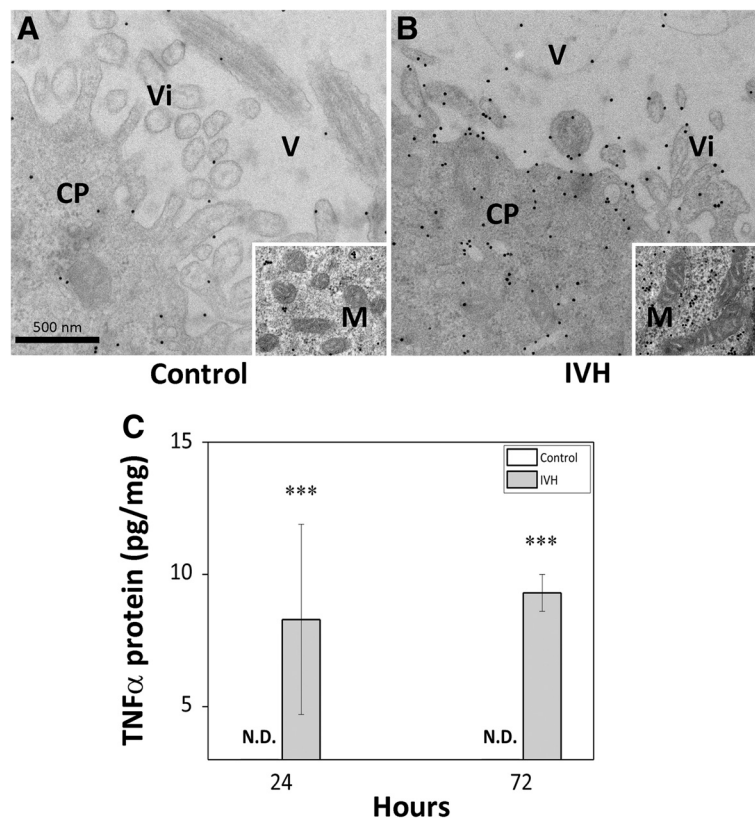 A
Vi
V
CP
M
500 nm
Control
B
V
Vi
CP
M
IVH
C
TNFα protein (pg/mg)
15
10
5
Control
IVH
***
***
N.D.
N.D.
24
72
Hours